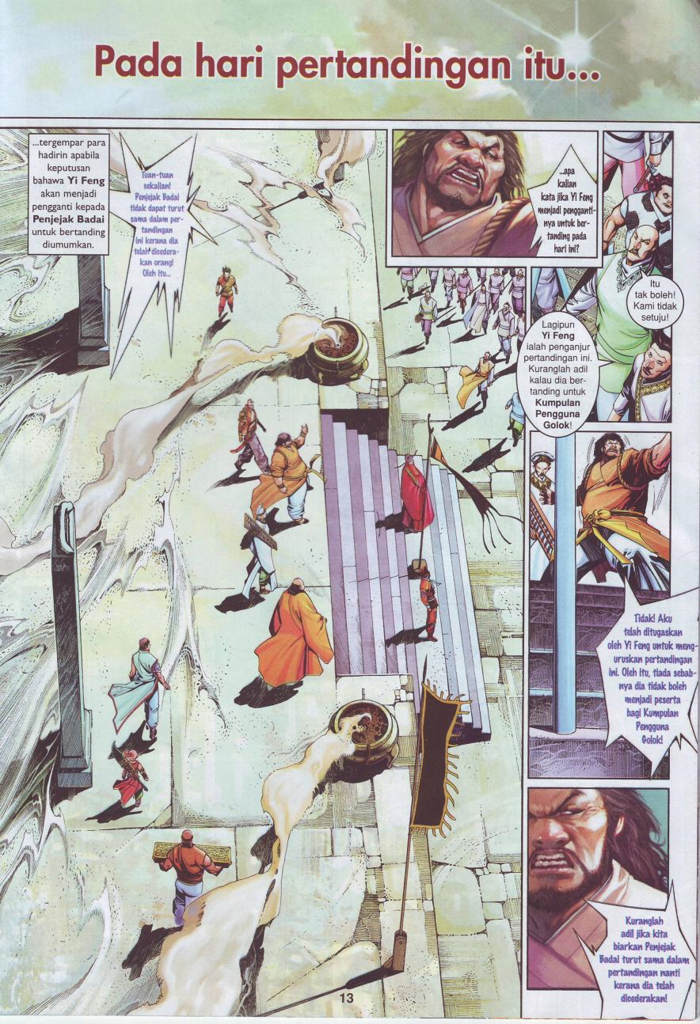 Pada hari pertandingan itu...
...tergempar para
hadirin apabila
keputusan
bahawa Yi Feng
akan menjadi
pengganti kepada
Penjejak Badai
untuk bertanding
diumumkan.
Tuan-tuan
sekalian!
Penjejak Badai
tidak dapat turut
sama dalam per-
tandingan
ini kerana dia
telah dicedera-
kan orang!
Oleh itu...
...apa
kalian
kata jika Yi Feng
menjadi pengganti-
nya untuk ber-
tanding pada
hari ini?
Itu
tak boleh!
Kami tidak
setuju!
Lagipun
Yi Feng
ialah penganjur
pertandingan ini.
Kuranglah adil
kalau dia ber-
tanding untuk
Kumpulan
Pengguna
Golok!
Tidak! Aku
telah ditugaskan
oleh Yi Feng untuk meng-
uruskan pertandingan
ini. Oleh itu, tiada sebab-
nya dia tidak boleh
menjadi peserta
bagi Kumpulan
Pengguna
Golok!
Kuranglah
adil jika kita
biarkan Penjejak
Badai turut sama dalam
pertandingan nanti
kerana dia telah
dicederakan!
13